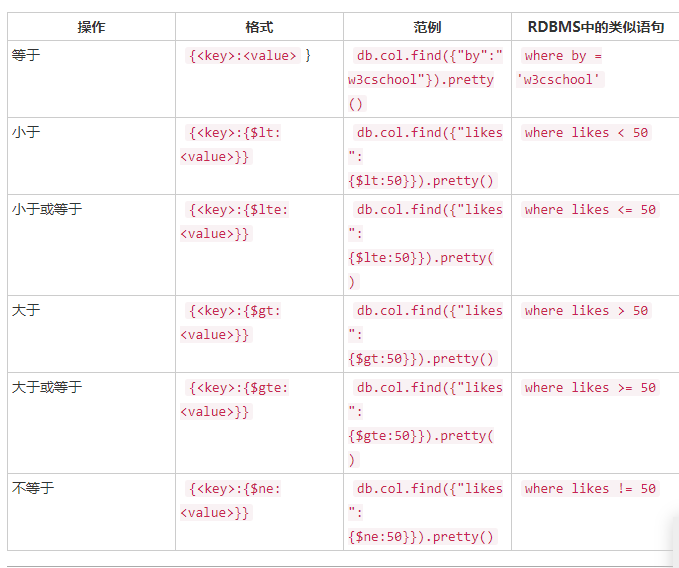 操作 格式 范例 RDBMS中的类似语句
等于 {<key>:<value> } db.col.find({"by":" where by =
w3cschool"}).pretty 'w3cschool'
()
小于 {<key>:{$lt: db.col.find({"likes where likes < 50
<value>}} ":
{$lt:50}}).pretty()
小于或等于 {<key>:{$lte: db.col.find({"likes where likes <= 50
<value>}} ":
{$lte:50}}).pretty(
)
大于 {<key>:{$gt: db.col.find({"likes where likes > 50
<value>}} ":
{$gt:50}}).pretty()
大于或等于 {<key>:{$gte: db.col.find({"likes where likes >= 50
<value>}} ":
{$gte:50}}).pretty(
)
不等于 {<key>:{$ne: db.col.find({"likes where likes != 50
<value>}} ":
{$ne:50}}).pretty()